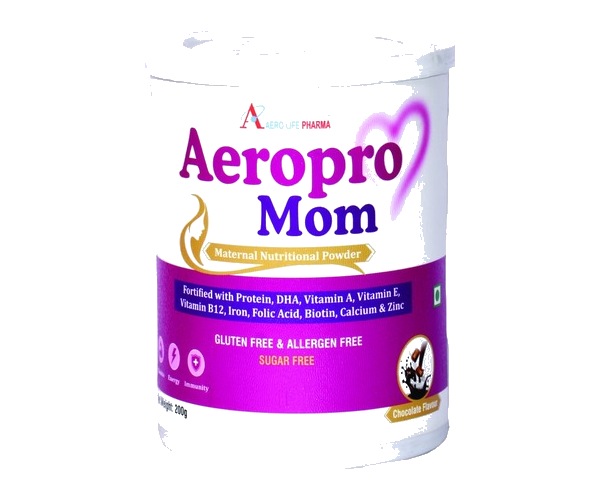 AERO LIFE PHARMA
Aeropro
Mom
Maternal Nutritional Powder
Fortified with Protein, DHA, Vitamin A, Vitamin E,
Vitamin B12, Iron, Folic Acid, Biotin, Calcium & Zinc
GLUTEN FREE & ALLERGEN FREE
SUGAR FREE
Energy
Immunity
Weight: 200g
Chocolate Flavour